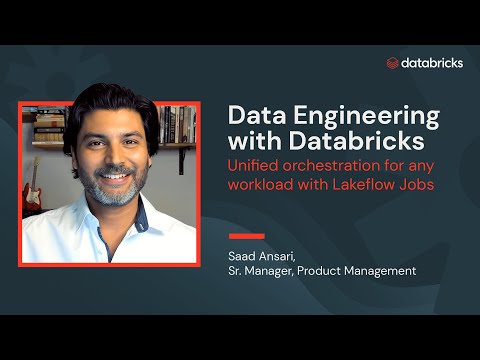 databricks
Data Engineering
with Databricks
Unified orchestration for any
workload with Lakeflow Jobs
Saad Ansari,
Sr. Manager, Product Management